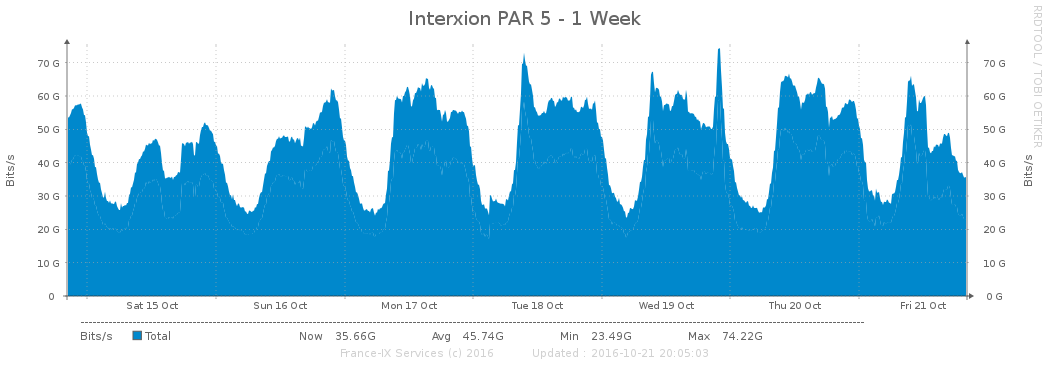 Interxion PAR 5 - 1 Week
RRDTOOL / TOBI OETIKER
Bits/s
70 G 70 G
60 G 60 G
50 G 50 G
40 G 40 G
30 G 30 G
20 G 20 G
10 G 10 G
0 0 G
Bits/s
Sat 15 Oct Sun 16 Oct Mon 17 Oct Tue 18 Oct Wed 19 Oct Thu 20 Oct Fri 21 Oct
Bits/s Total Now 35.66G Avg 45.74G Min 23.49G Max 74.22G
France-IX Services (c) 2016 Updated : 2016-10-21 20:05:03